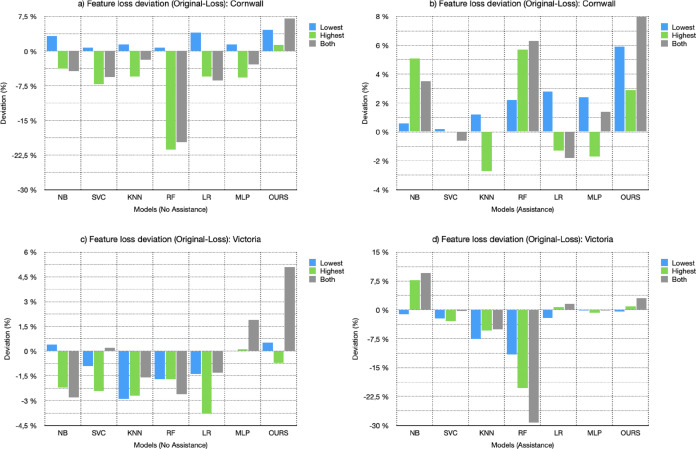 a) Feature loss deviation (Original-Loss): Cornwall
7,5 %
0 %
-7,5 %
-15 %
-22,5 %
-30 %
Deviation (%)
NB SVC KNN RF LR MLP OURS
Models (No Assistance)
Lowest
Highest
Both
b) Feature loss deviation (Original-Loss): Cornwall
8 %
6 %
4 %
2 %
0 %
-2 %
-4 %
Deviation (%)
NB SVC KNN RF LR MLP OURS
Models (Assistance)
Lowest
Highest
Both
c) Feature loss deviation (Original-Loss): Victoria
6 %
4,5 %
3 %
1,5 %
0 %
-1,5 %
-3 %
-4,5 %
Deviation (%)
NB SVC KNN RF LR MLP OURS
Models (No Assistance)
Lowest
Highest
Both
d) Feature loss deviation (Original-Loss): Victoria
15 %
7,5 %
0 %
-7,5 %
-15 %
-22,5 %
-30 %
Deviation (%)
NB SVC KNN RF LR MLP OURS
Models (Assistance)
Lowest
Highest
Both